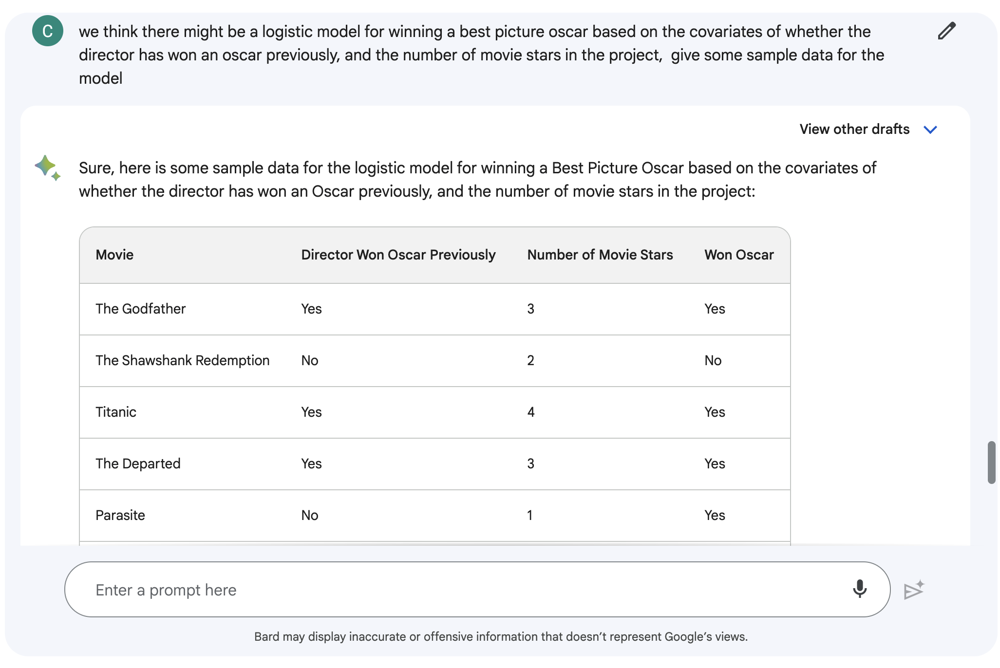 C
we think there might be a logistic model for winning a best picture oscar based on the covariates of whether the
director has won an oscar previously, and the number of movie stars in the project,  give some sample data for the
model
View other drafts
Sure, here is some sample data for the logistic model for winning a Best Picture Oscar based on the covariates of
whether the director has won an Oscar previously, and the number of movie stars in the project:
Movie Director Won Oscar Previously Number of Movie Stars Won Oscar
The Godfather Yes 3 Yes
The Shawshank Redemption No 2 No
Titanic Yes 4 Yes
The Departed Yes 3 Yes
Parasite No 1 Yes
Enter a prompt here
Bard may display inaccurate or offensive information that doesn’t represent Google’s views.